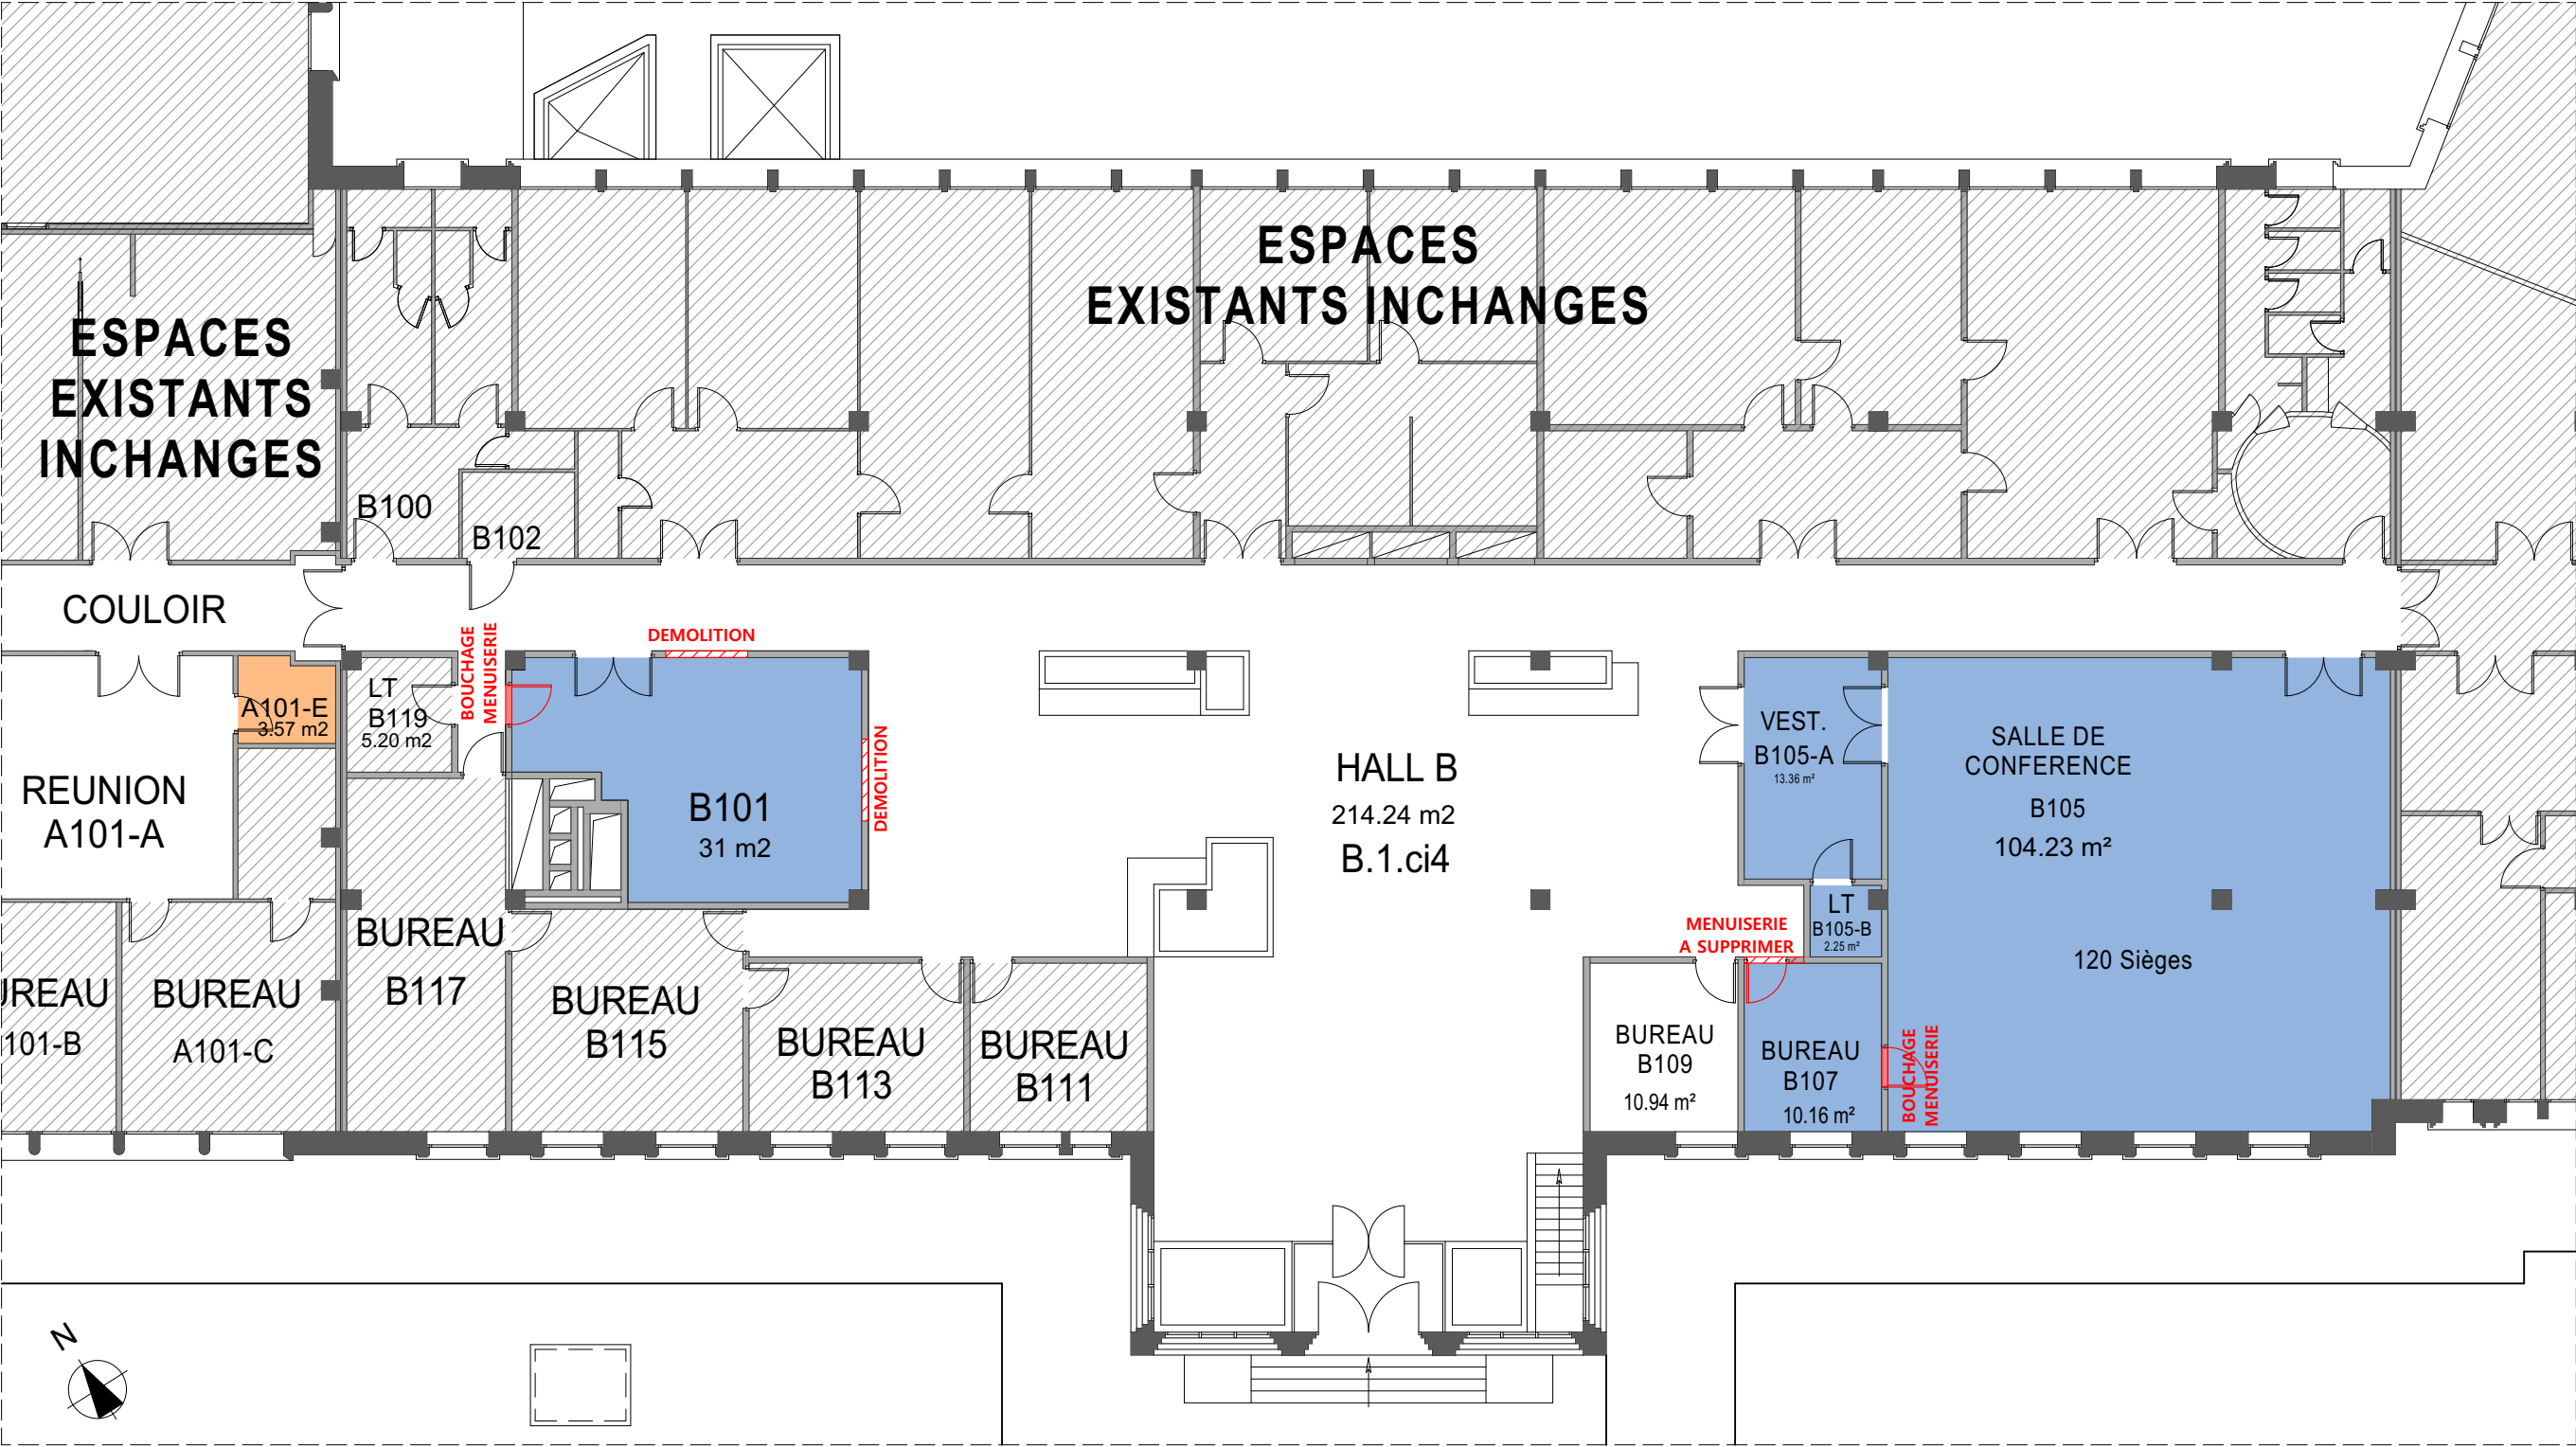 ESPACES
EXISTANTS INCHANGES
ESPACES
EXISTANTS
INCHANGES
B100
B102
COULOIR
BOUCHAGE
MENUISERIE
DEMOLITION
LT
B119
5.20 m2
A101-E
3.57 m2
REUNION
A101-A
B101
31 m2
DEMOLITION
HALL B
214.24 m2
B.1.ci4
VEST.
B105-A
13.36 m²
SALLE DE
CONFERENCE
B105
104.23 m²
120 Sièges
LT
B105-B
2.25 m²
MENUISERIE
A SUPPRIMER
UREAU
101-B
BUREAU
A101-C
BUREAU
B117
BUREAU
B115
BUREAU
B113
BUREAU
B111
BUREAU
B109
10.94 m²
BUREAU
B107
10.16 m²
BOUCHAGE
MENUISERIE
N